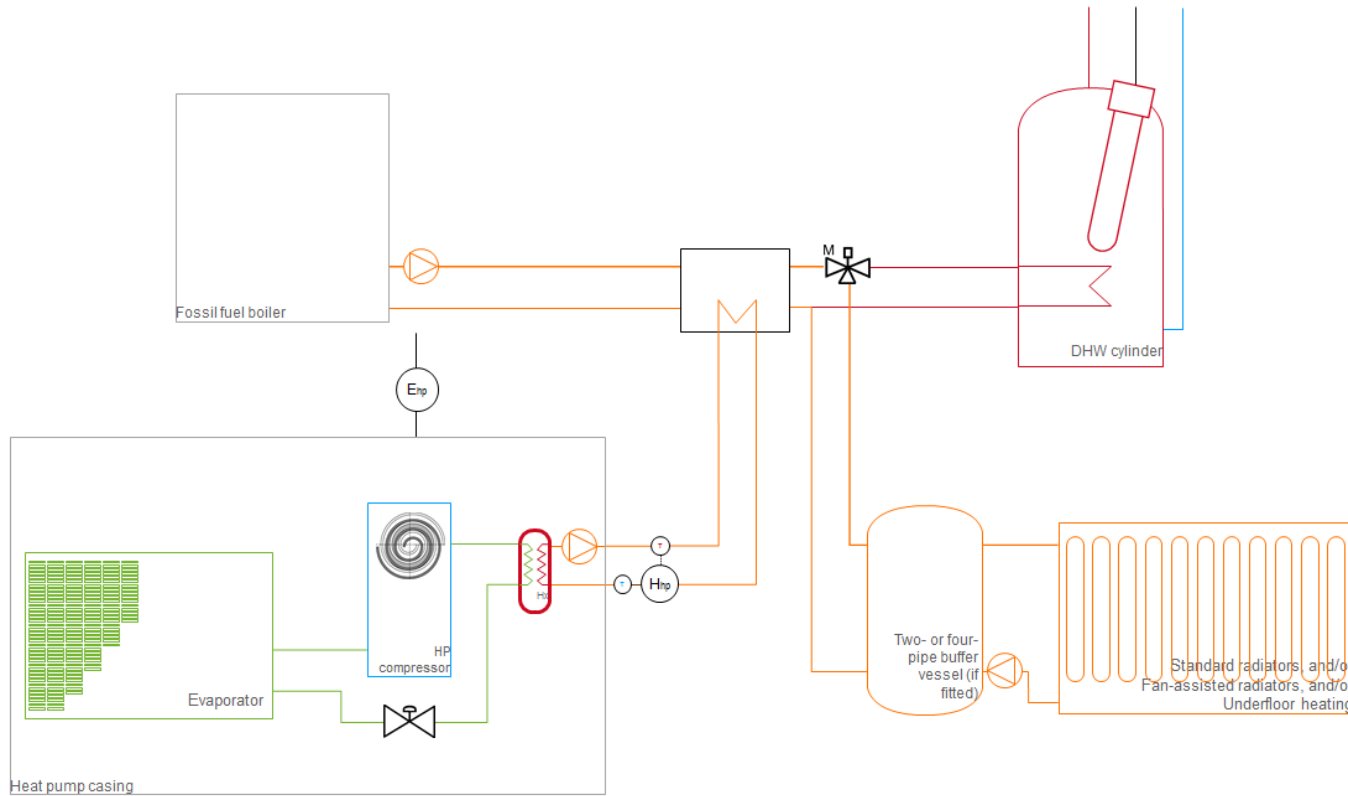 M
Fossil fuel boiler
DHW cylinder
Ehp
HP
compressor
Hx
T
T
Hhp
Evaporator
Two- or four-
pipe buffer
vessel (if
fitted)
Standard radiators, and/o
Fan-assisted radiators, and/o
Underfloor heating
Heat pump casing